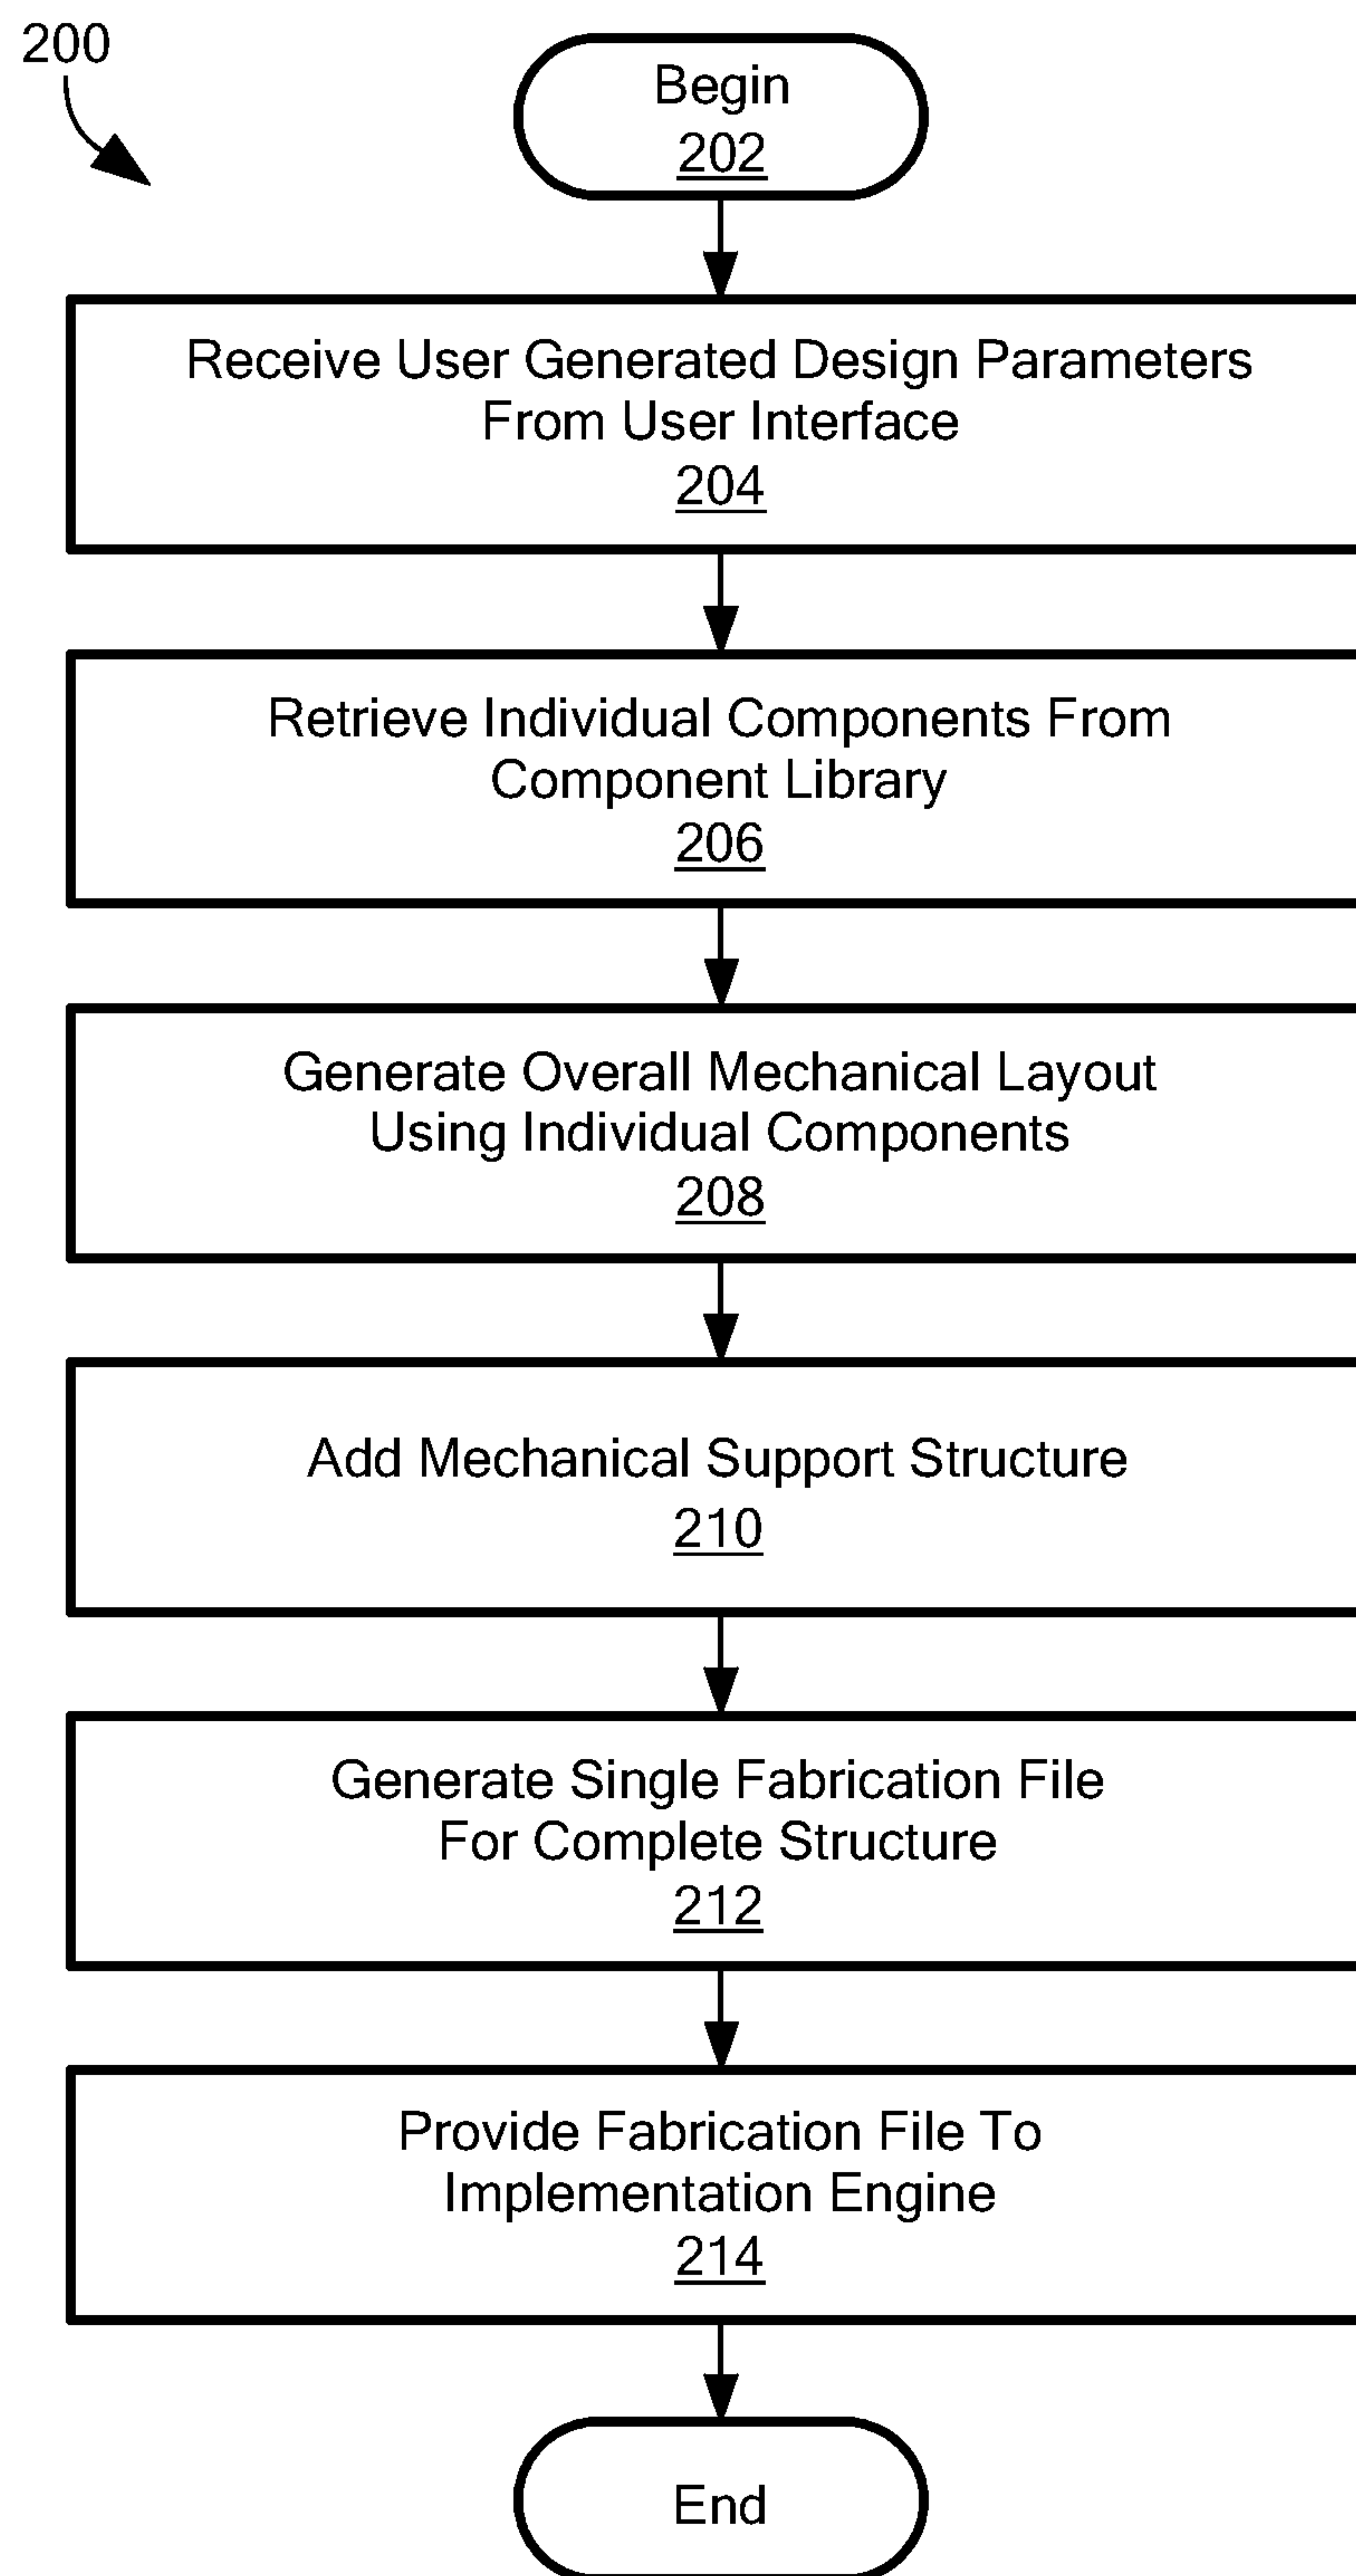 200
Begin
202
Receive User Generated Design Parameters
From User Interface
204
Retrieve Individual Components From
Component Library
206
Generate Overall Mechanical Layout
Using Individual Components
208
Add Mechanical Support Structure
210
Generate Single Fabrication File
For Complete Structure
212
Provide Fabrication File To
Implementation Engine
214
End